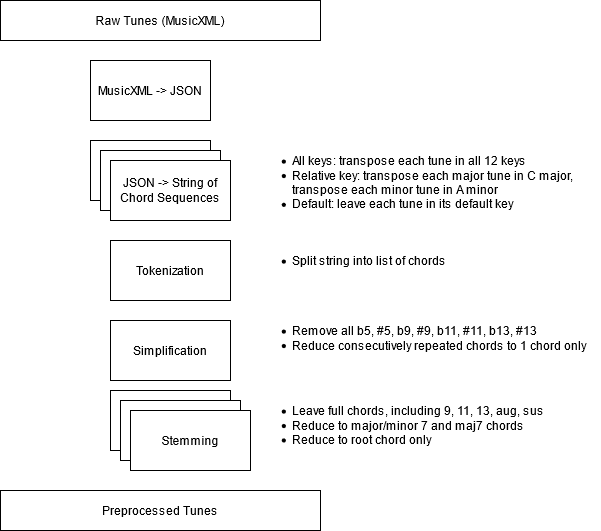 Raw Tunes (MusicXML)
MusicXML -> JSON
JSON -> String of
Chord Sequences
• All keys: transpose each tune in all 12 keys
• Relative key: transpose each major tune in C major,
transpose each minor tune in A minor
• Default: leave each tune in its default key
Tokenization
• Split string into list of chords
Simplification
• Remove all b5, #5, b9, #9, b11, #11, b13, #13
• Reduce consecutively repeated chords to 1 chord only
Stemming
• Leave full chords, including 9, 11, 13, aug, sus
• Reduce to major/minor 7 and maj7 chords
• Reduce to root chord only
Preprocessed Tunes